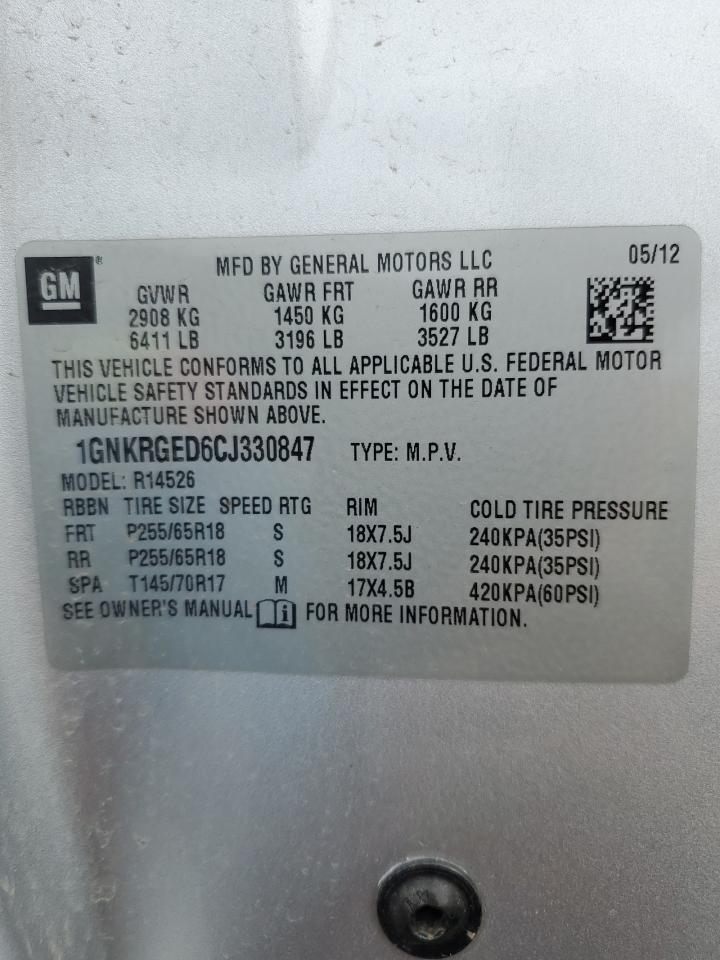 GM® MFD BY GENERAL MOTORS LLC 05/12
GVWR GAWR FRT GAWR RR
2908 KG 1450 KG 1600 KG
6411 LB 3196 LB 3527 LB
THIS VEHICLE CONFORMS TO ALL APPLICABLE U.S. FEDERAL MOTOR
VEHICLE SAFETY STANDARDS IN EFFECT ON THE DATE OF
MANUFACTURE SHOWN ABOVE.
1GNKRGED6CJ330847 TYPE: M.P.V.
MODEL: R14526
RBBN TIRE SIZE SPEED RTG RIM COLD TIRE PRESSURE
FRT P255/65R18 S 18X7.5J 240KPA(35PSI)
RR P255/65R18 S 18X7.5J 240KPA(35PSI)
SPA T145/70R17 M 17X4.5B 420KPA(60PSI)
SEE OWNER'S MANUAL i FOR MORE INFORMATION.